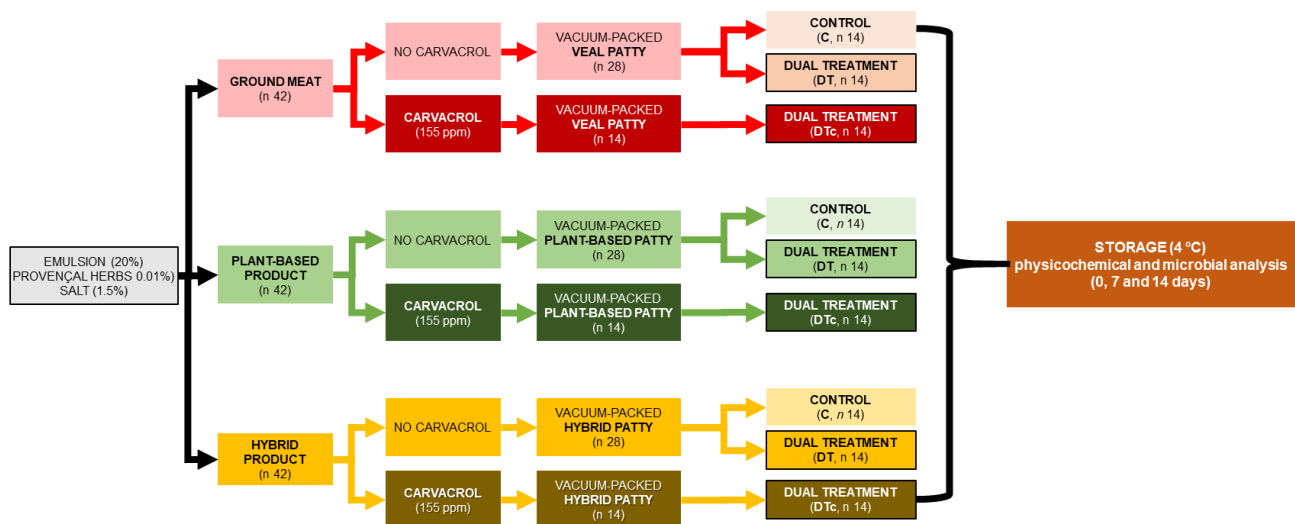 EMULSION (20%)
PROVENÇAL HERBS 0.01%)
SALT (1.5%)
GROUND MEAT
(n 42)
NO CARVACROL
VACUUM-PACKED
VEAL PATTY
(n 28)
CONTROL
(C, n 14)
DUAL TREATMENT
(DT, n 14)
CARVACROL
(155 ppm)
VACUUM-PACKED
VEAL PATTY
(n 14)
DUAL TREATMENT
(DTc, n 14)
PLANT-BASED
PRODUCT
(n 42)
NO CARVACROL
VACUUM-PACKED
PLANT-BASED PATTY
(n 28)
CONTROL
(C, n 14)
DUAL TREATMENT
(DT, n 14)
CARVACROL
(155 ppm)
VACUUM-PACKED
PLANT-BASED PATTY
(n 14)
DUAL TREATMENT
(DTc, n 14)
HYBRID
PRODUCT
(n 42)
NO CARVACROL
VACUUM-PACKED
HYBRID PATTY
(n 28)
CONTROL
(C, n 14)
DUAL TREATMENT
(DT, n 14)
CARVACROL
(155 ppm)
VACUUM-PACKED
HYBRID PATTY
(n 14)
DUAL TREATMENT
(DTc, n 14)
STORAGE (4 ºC)
physicochemical and microbial analysis
(0, 7 and 14 days)